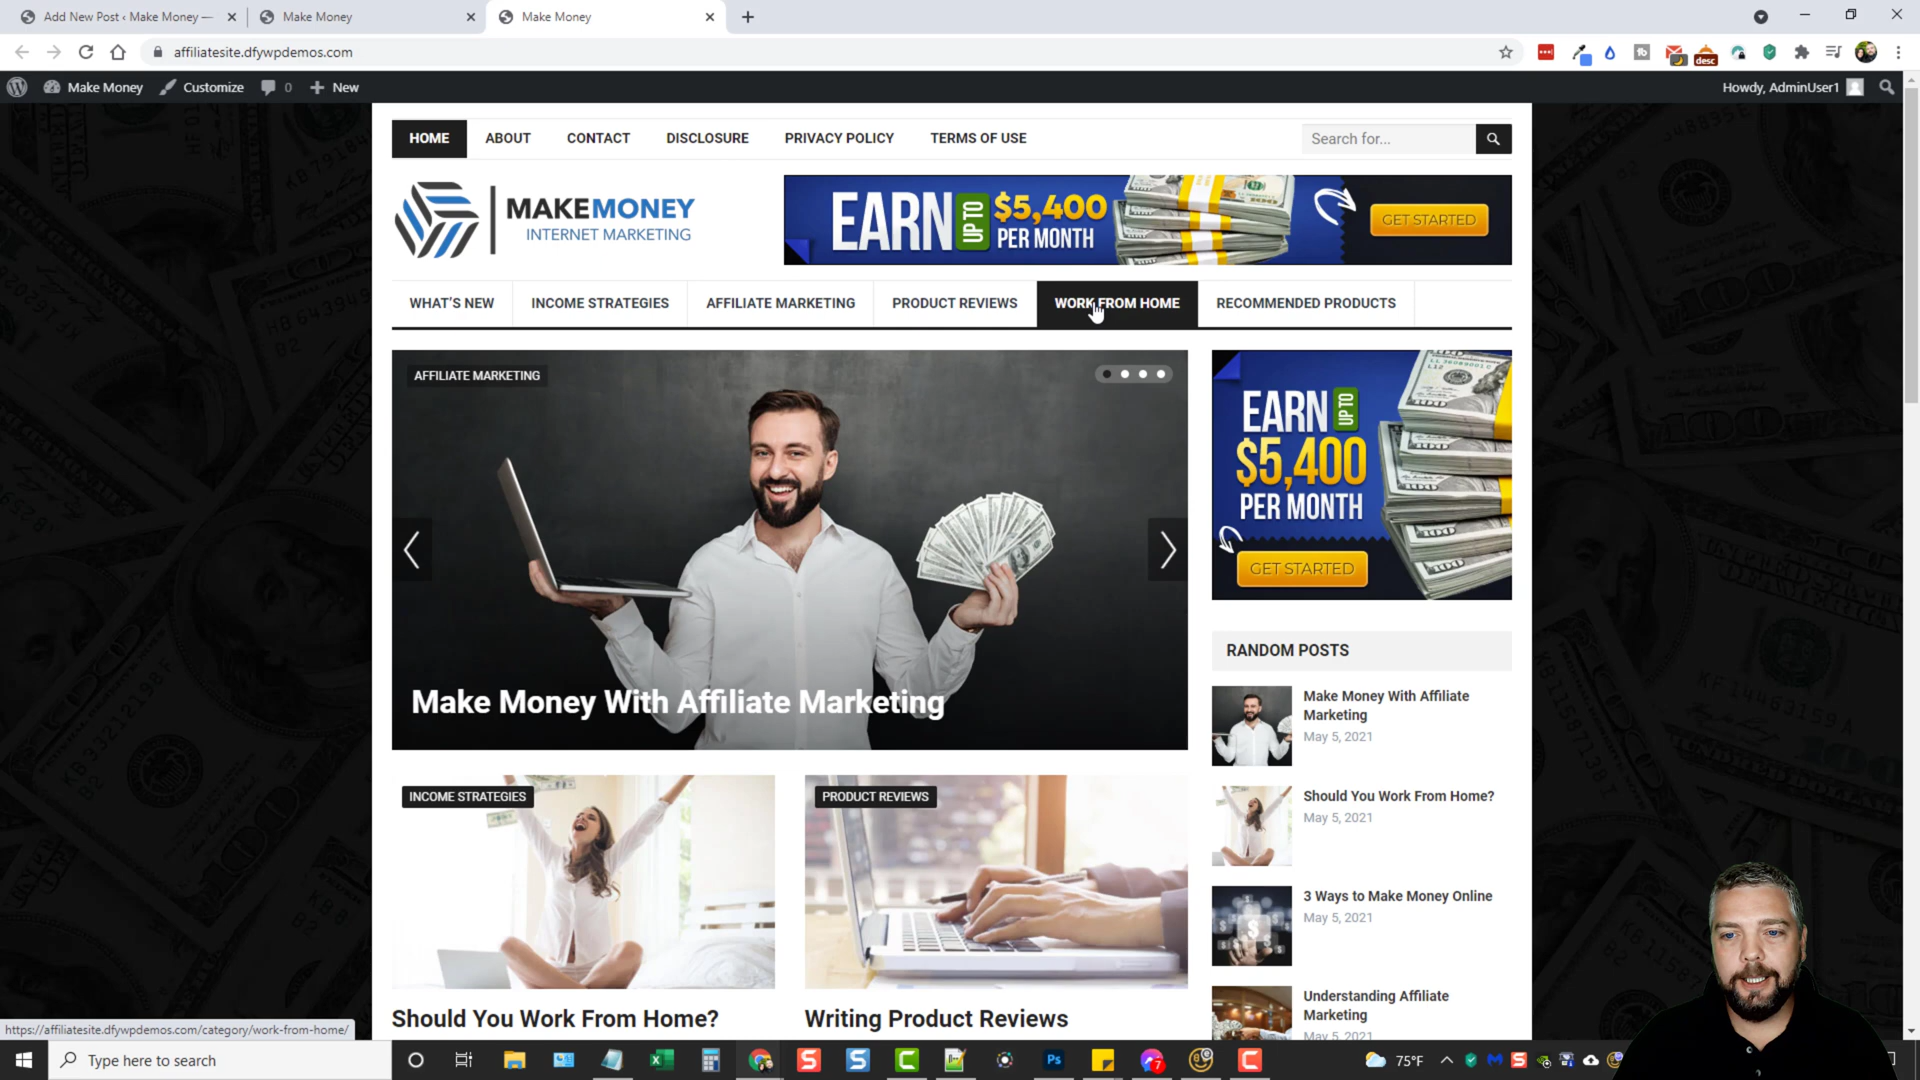 Add New Post ‹ Make Money —
Make Money
Make Money
affiliatesite.dfywpdemos.com
desc
Make Money
Customize
0
New
Howdy, AdminUser1
HOME
ABOUT
CONTACT
DISCLOSURE
PRIVACY POLICY
TERMS OF USE
Search for...
MAKEMONEY
INTERNET MARKETING
EARN UP TO $5,400
PER MONTH
GET STARTED
WHAT'S NEW
INCOME STRATEGIES
AFFILIATE MARKETING
PRODUCT REVIEWS
WORK FROM HOME
RECOMMENDED PRODUCTS
AFFILIATE MARKETING
Make Money With Affiliate Marketing
EARN UP TO
$5,400
PER MONTH
GET STARTED
RANDOM POSTS
Make Money With Affiliate
Marketing
May 5, 2021
Should You Work From Home?
May 5, 2021
3 Ways to Make Money Online
May 5, 2021
Understanding Affiliate
Marketing
May 5, 2021
INCOME STRATEGIES
Should You Work From Home?
PRODUCT REVIEWS
Writing Product Reviews
https://affiliatesite.dfywpdemos.com/category/work-from-home/
Type here to search
Ps
7
75°F